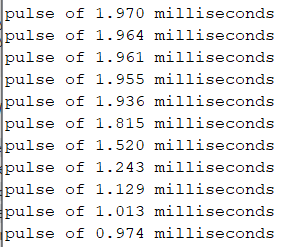 pulse of 1.970 milliseconds
pulse of 1.964 milliseconds
pulse of 1.961 milliseconds
pulse of 1.955 milliseconds
pulse of 1.936 milliseconds
pulse of 1.815 milliseconds
pulse of 1.520 milliseconds
pulse of 1.243 milliseconds
pulse of 1.129 milliseconds
pulse of 1.013 milliseconds
pulse of 0.974 milliseconds